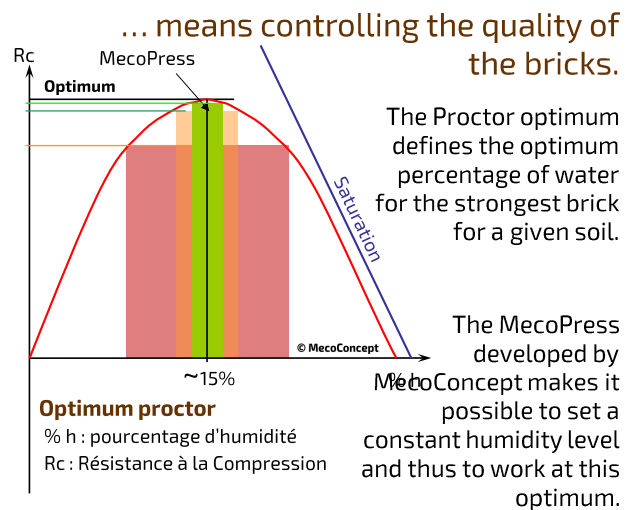 … means controlling the quality of
the bricks.
Rc
MecoPress
Optimum
The Proctor optimum
defines the optimum
percentage of water
for the strongest brick
for a given soil.
Saturation
© MecoConcept
~15%
% h
The MecoPress
developed by
MecoConcept makes it
possible to set a
constant humidity level
and thus to work at this
optimum.
Optimum proctor
% h : pourcentage d'humidité
Rc : Résistance à la Compression